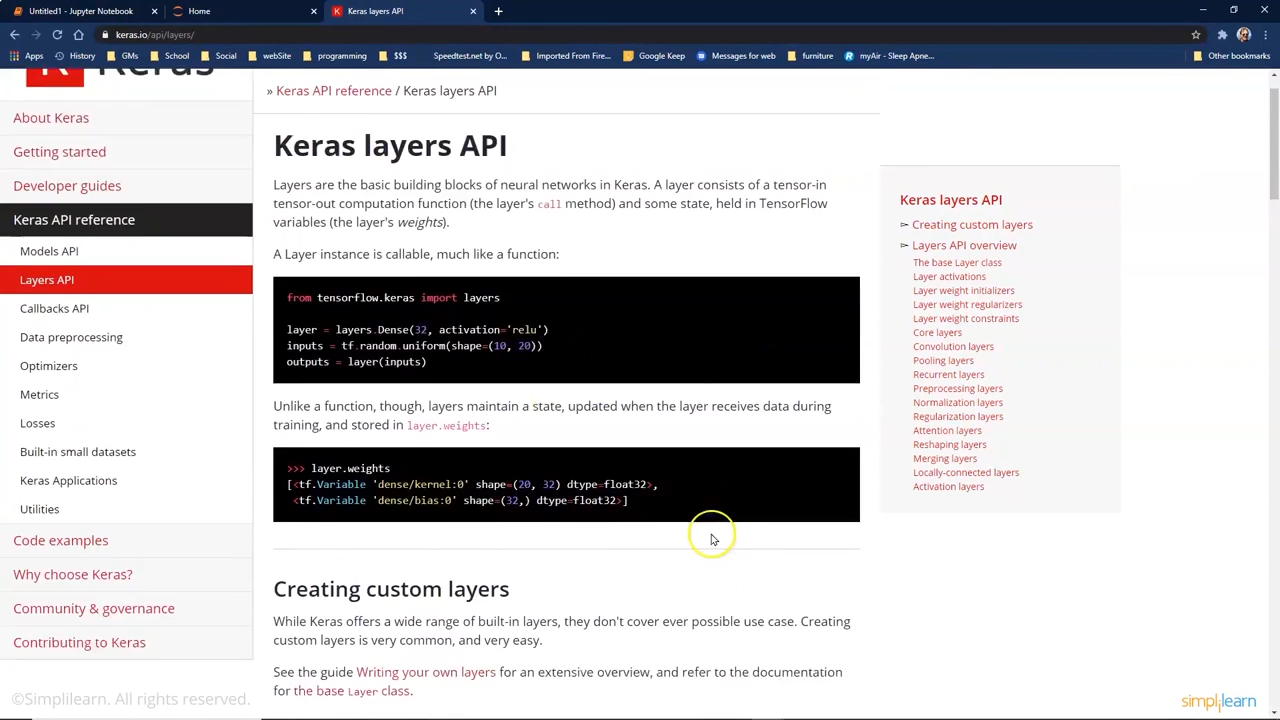 Untitled1 - Jupyter Notebook
Home
Keras layers API
keras.io/api/layers/
Apps
History
GMs
School
Social
webSite
programming
$$$
Speedtest.net by O...
Imported From Fire...
Google Keep
Messages for web
furniture
myAir - Sleep Apne...
Other bookmarks
K Keras
About Keras
Getting started
Developer guides
Keras API reference
Models API
Layers API
Callbacks API
Data preprocessing
Optimizers
Metrics
Losses
Built-in small datasets
Keras Applications
Utilities
Code examples
Why choose Keras?
Community & governance
Contributing to Keras
» Keras API reference / Keras layers API
Keras layers API
Layers are the basic building blocks of neural networks in Keras. A layer consists of a tensor-in
tensor-out computation function (the layer's call method) and some state, held in TensorFlow
variables (the layer's weights).
A Layer instance is callable, much like a function:
from tensorflow.keras import layers
layer = layers.Dense(32, activation='relu')
inputs = tf.random.uniform(shape=(10, 20))
outputs = layer(inputs)
Unlike a function, though, layers maintain a state, updated when the layer receives data during
training, and stored in layer.weights:
>>> layer.weights
[<tf.Variable 'dense/kernel:0' shape=(20, 32) dtype=float32>,
<tf.Variable 'dense/bias:0' shape=(32,) dtype=float32>]
Creating custom layers
While Keras offers a wide range of built-in layers, they don't cover ever possible use case. Creating
custom layers is very common, and very easy.
See the guide Writing your own layers for an extensive overview, and refer to the documentation
for the base Layer class.
Keras layers API
► Creating custom layers
► Layers API overview
The base Layer class
Layer activations
Layer weight initializers
Layer weight regularizers
Layer weight constraints
Core layers
Convolution layers
Pooling layers
Recurrent layers
Preprocessing layers
Normalization layers
Regularization layers
Attention layers
Reshaping layers
Merging layers
Locally-connected layers
Activation layers
©Simplilearn. All rights reserved.
simplilearn